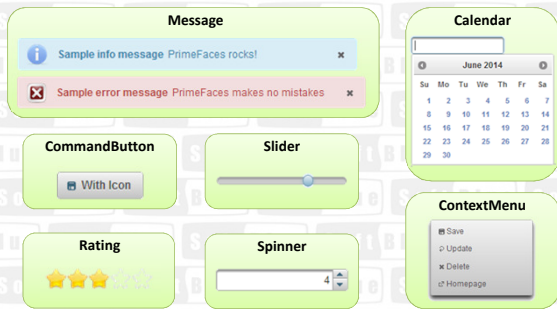 Message
Sample info message PrimeFaces rocks!
Sample error message PrimeFaces makes no mistakes
Calendar
June 2014
Su Mo Tu We Th Fr Sa
1 2 3 4 5 6 7
8 9 10 11 12 13 14
15 16 17 18 19 20 21
22 23 24 25 26 27 28
29 30
CommandButton
With Icon
Slider
ContextMenu
Save
Update
Delete
Homepage
Rating
Spinner
4